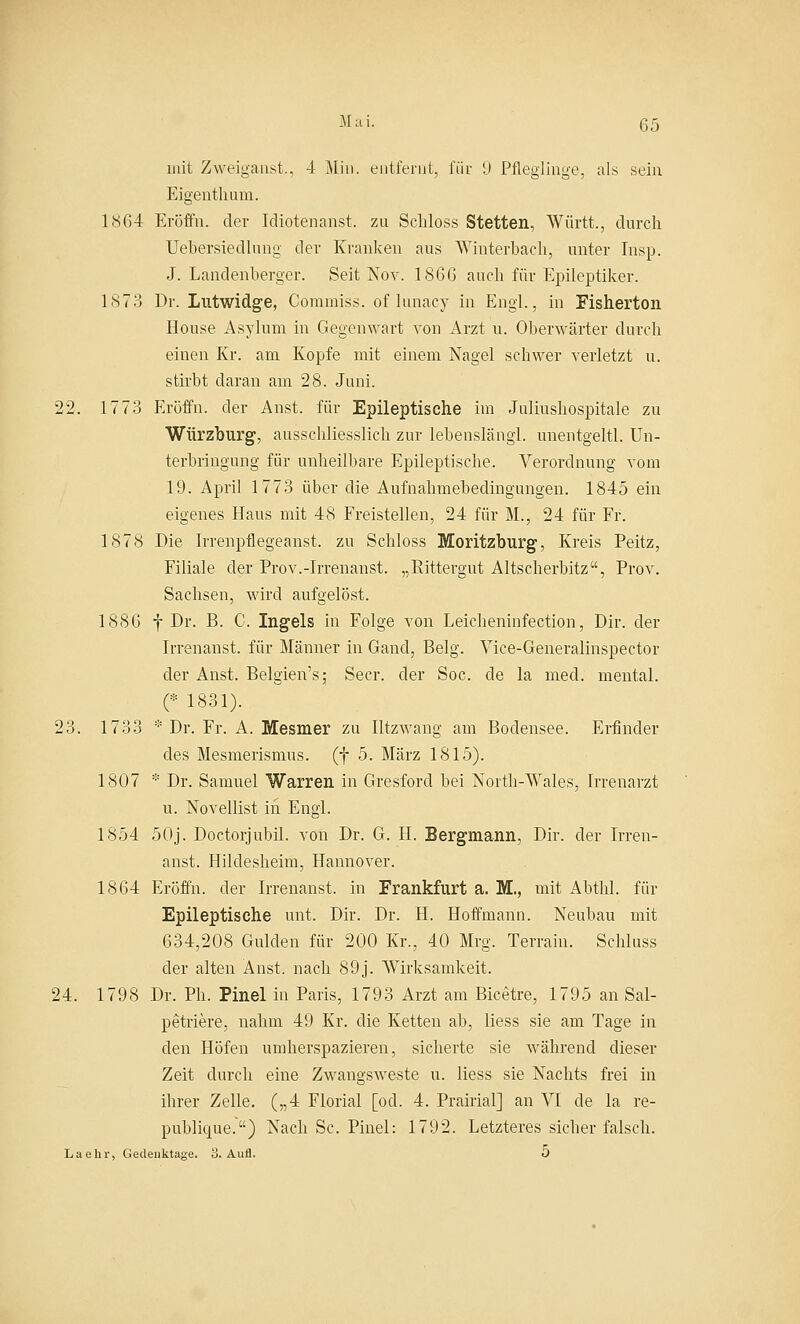 Mai. 65
mit Zweiganst., 4 Min. entfernt, für 9 Pfleglinge, als sein
Eigenthum.
1864 Eröffn. der Idiotenanst. zu Schloss Stetten, Württ., durch
Uebersiedlung der Kranken aus Winterbach, unter Insp.
J. Landenberger. Seit Nov. 1866 auch für Epileptiker.
1873 Dr. Lutwidge, Commiss. of lunacy in Engl., in Fisherton
House Asylum in Gegenwart von Arzt u. Oberwärter durch
einen Kr. am Kopfe mit einem Nagel schwer verletzt u.
stirbt daran am 28. Juni.
22. 1773 Eröffn. der Anst. für Epileptische im Juliushospitale zu
Würzburg, ausschliesslich zur lebenslängl. unentgeltl. Un-
terbringung für unheilbare Epileptische. Verordnung vom
19. April 1773 über die Aufnahmebedingungen. 1845 ein
eigenes Haus mit 48 Freistellen, 24 für M., 24 für Fr.
1878 Die Irrenpflegeanst. zu Schloss Moritzburg, Kreis Peitz,
Filiale der Prov.-Irrenanst. „Rittergut Altscherbitz“, Prov.
Sachsen, wird aufgelöst.
1886 † Dr. B. C. Ingels in Folge von Leicheninfection, Dir. der
Irrenanst. für Männer in Gand, Belg. Vice-Generalinspector
der Anst. Belgien's; Secr. der Soc. de la med. mental.
(* 1831).
23. 1733 * Dr. Fr. A. Mesmer zu Iltzwang am Bodensee. Erfinder
des Mesmerismus. († 5. März 1815).
1807 * Dr. Samuel Warren in Gresford bei North-Wales, Irrenarzt
u. Novellist in Engl.
1854 50j. Doctorjubil. von Dr. G. H. Bergmann, Dir. der Irren-
anst. Hildesheim, Hannover.
1864 Eröffn. der Irrenanst. in Frankfurt a. M., mit Abthl. für
Epileptische unt. Dir. Dr. H. Hoffmann. Neubau mit
634,208 Gulden für 200 Kr., 40 Mrg. Terrain. Schluss
der alten Anst. nach 89j. Wirksamkeit.
24. 1798 Dr. Ph. Pinel in Paris, 1793 Arzt am Bicêtre, 1795 an Sal-
pêtrière, nahm 49 Kr. die Ketten ab, liess sie am Tage in
den Höfen umherspazieren, sicherte sie während dieser
Zeit durch eine Zwangsweste u. liess sie Nachts frei in
ihrer Zelle. („4 Florial [od. 4. Prairial] an VI de la re-
publique.“) Nach Sc. Pinel: 1792. Letzteres sicher falsch.
Laehr, Gedenktage. 3. Aufl. 5